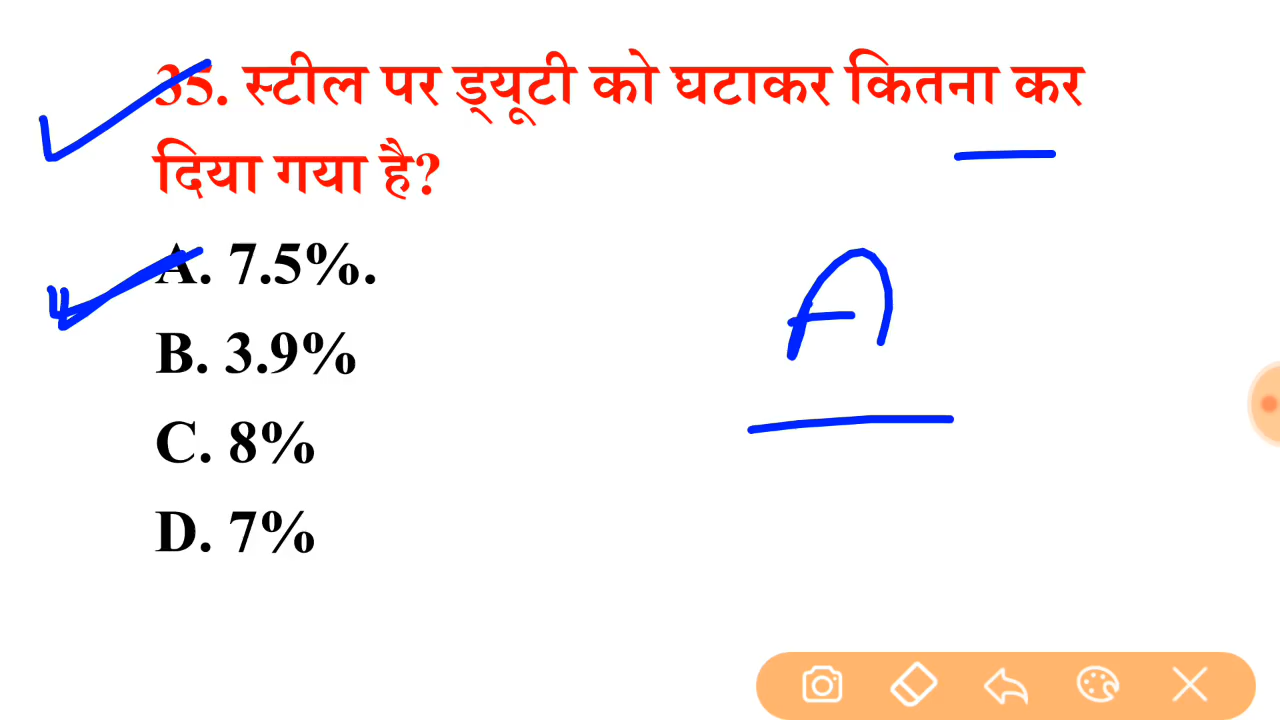 35. स्टील पर ड्यूटी को घटाकर कितना कर
दिया गया है?
A. 7.5%.
B. 3.9%
C. 8%
D. 7%
A